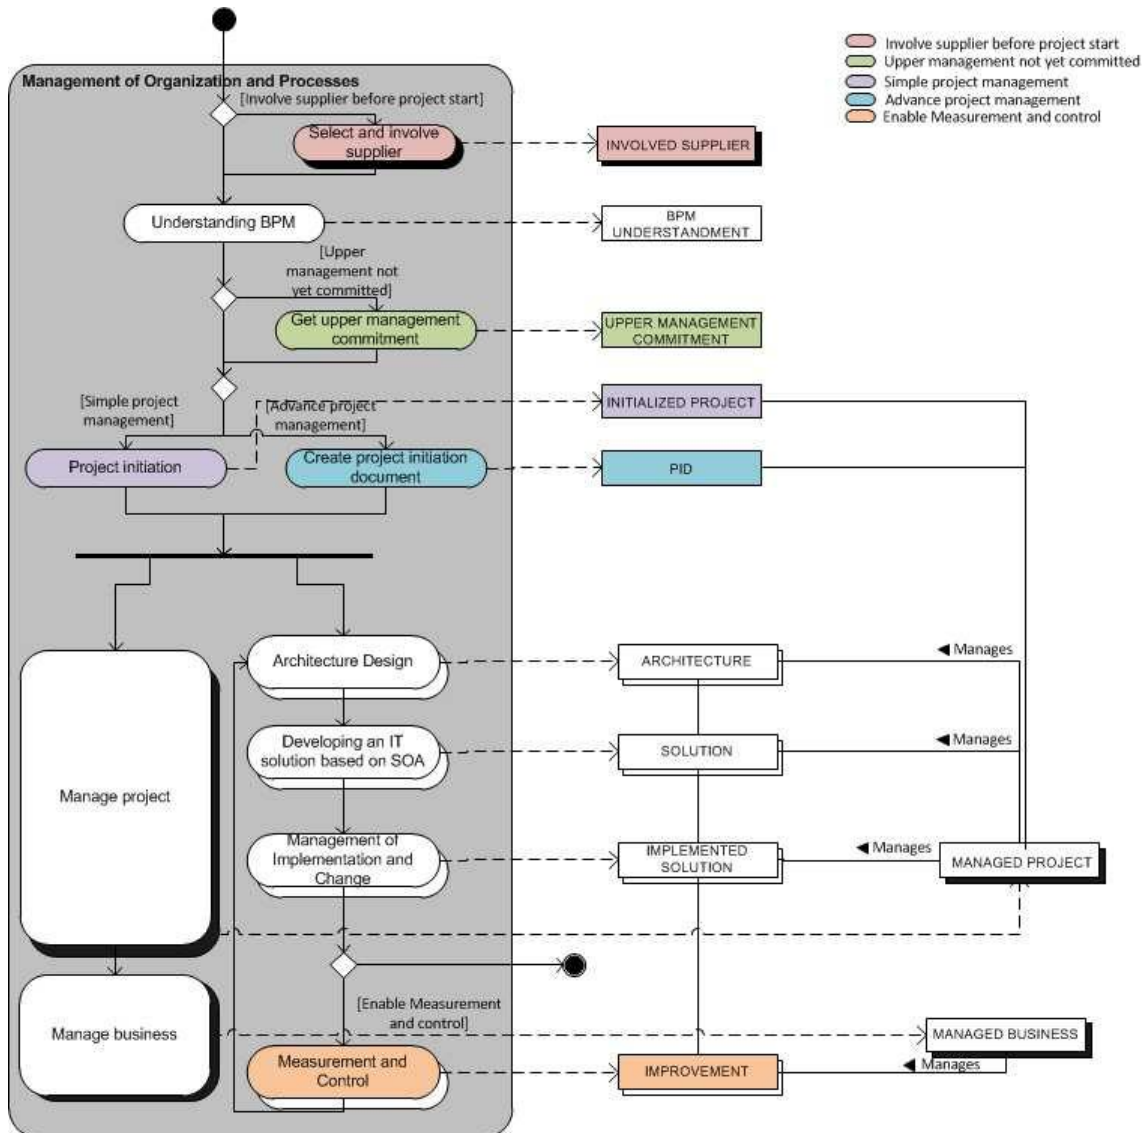 Involve supplier before project start
Upper management not yet committed
Simple project management
Advance project management
Enable Measurement and control
Management of Organization and Processes
[Involve supplier before project start]
Select and involve
supplier
INVOLVED SUPPLIER
Understanding BPM
BPM
UNDERSTANDMENT
[Upper
management not
yet committed]
Get upper management
commitment
UPPER MANAGEMENT
COMMITMENT
[Simple project
management]
[Advance project
management]
INITIALIZED PROJECT
Project initiation
Create project initiation
document
PID
Manage project
Architecture Design
ARCHITECTURE
◄ Manages
Developing an IT
solution based on SOA
SOLUTION
◄ Manages
Management of
Implementation and
Change
IMPLEMENTED
SOLUTION
◄ Manages
MANAGED PROJECT
[Enable Measurement
and control]
Manage business
MANAGED BUSINESS
Measurement and
Control
IMPROVEMENT
◄ Manages